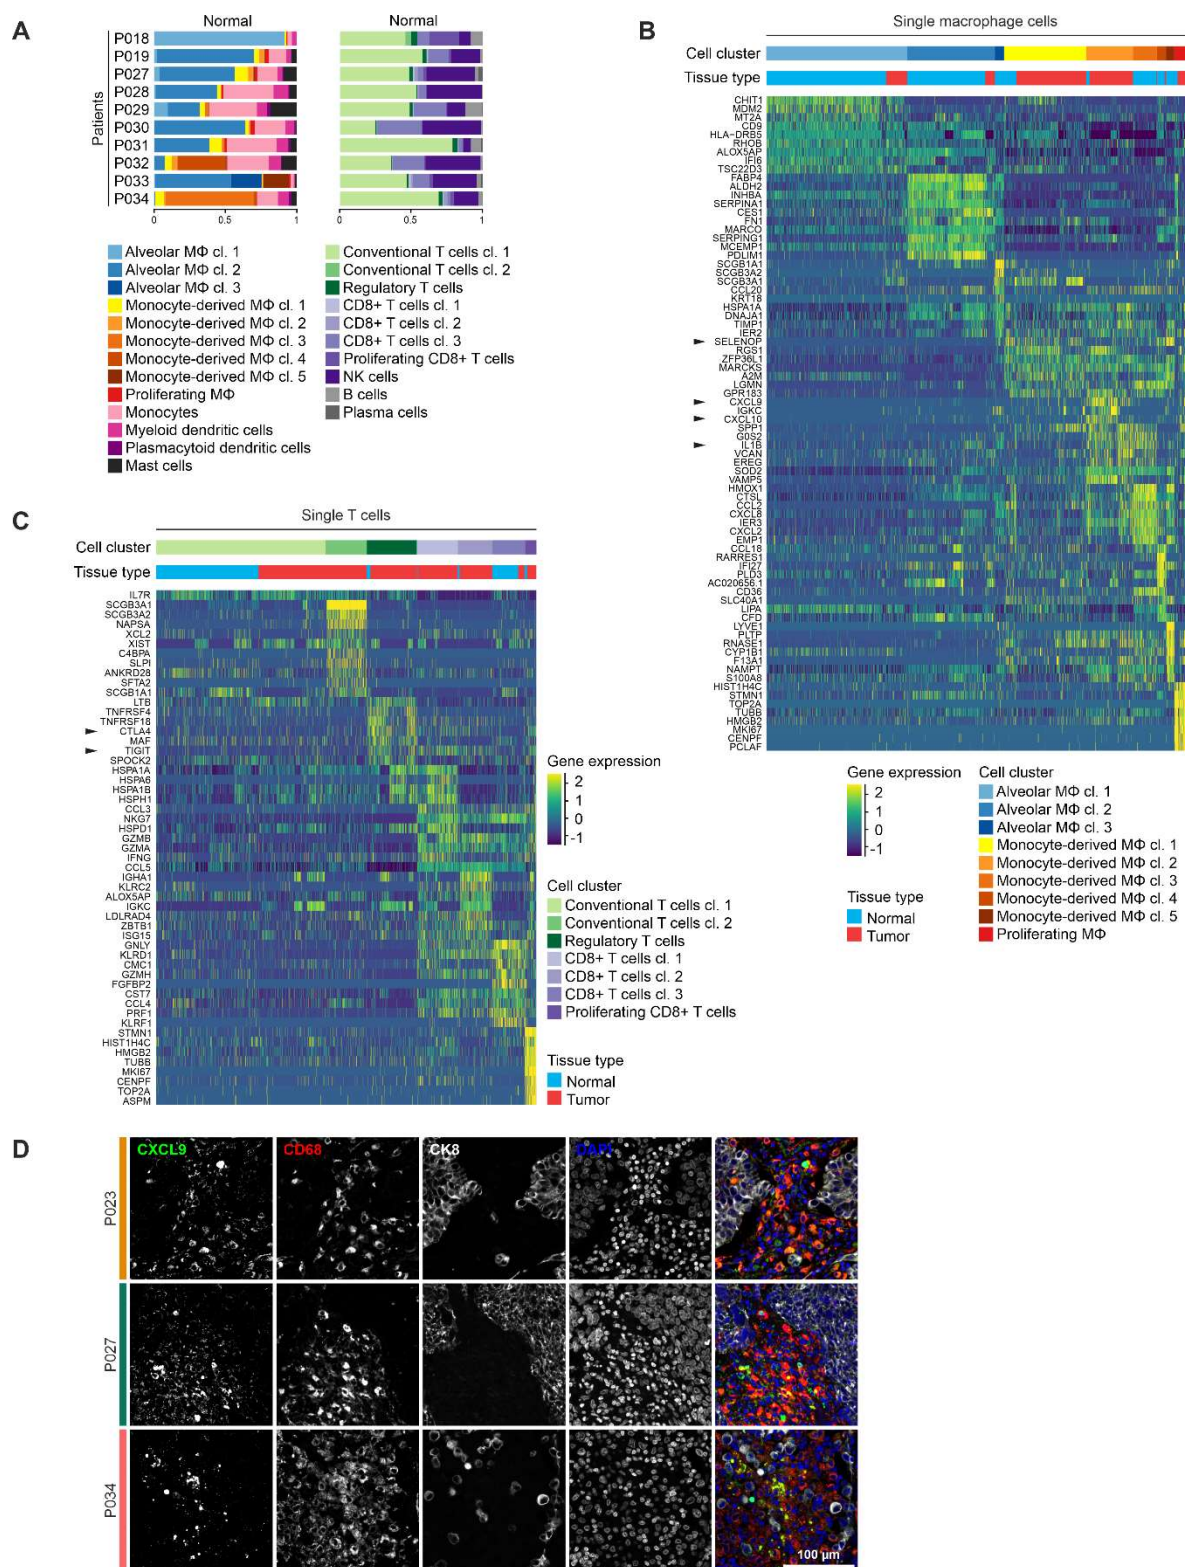 A
Normal
Normal
Patients
P018
P019
P027
P028
P029
P030
P031
P032
P033
P034
0
0.5
1
0
0.5
1
Alveolar MΦ cl. 1
Alveolar MΦ cl. 2
Alveolar MΦ cl. 3
Monocyte-derived MΦ cl. 1
Monocyte-derived MΦ cl. 2
Monocyte-derived MΦ cl. 3
Monocyte-derived MΦ cl. 4
Monocyte-derived MΦ cl. 5
Proliferating MΦ
Monocytes
Myeloid dendritic cells
Plasmacytoid dendritic cells
Mast cells
Conventional T cells cl. 1
Conventional T cells cl. 2
Regulatory T cells
CD8+ T cells cl. 1
CD8+ T cells cl. 2
CD8+ T cells cl. 3
Proliferating CD8+ T cells
NK cells
B cells
Plasma cells
B
Single macrophage cells
Cell cluster
Tissue type
CHIT1
MDM2
MT2A
CD9
HLA-DRB5
RHOB
ALOX5AP
IFI6
TSC22D3
FABP4
ALDH2
INHBA
SERPINA1
CES1
FN1
MARCO
SERPING1
MCEMP1
PDLIM1
SCGB1A1
SCGB3A2
SCGB3A1
CCL20
KRT18
HSPA1A
DNAJA1
TIMP1
IER2
SELENOP
RGS1
ZFP36L1
MARCKS
A2M
LGMN
GPR183
CXCL9
IGKC
CXCL10
SPP1
G0S2
IL1B
VCAN
EREG
SOD2
VAMP5
HMOX1
CTSL
CCL2
CXCL8
IER3
CXCL2
EMP1
CCL18
RARRES1
IFI27
PLD3
AC020656.1
CD36
SLC40A1
LIPA
CFD
LYVE1
PLTP
RNASE1
CYP1B1
F13A1
NAMPT
S100A8
HIST1H4C
STMN1
TOP2A
TUBB
HMGB2
MKI67
CENPF
PCLAF
Gene expression
2
1
0
-1
Tissue type
Normal
Tumor
Cell cluster
Alveolar MΦ cl. 1
Alveolar MΦ cl. 2
Alveolar MΦ cl. 3
Monocyte-derived MΦ cl. 1
Monocyte-derived MΦ cl. 2
Monocyte-derived MΦ cl. 3
Monocyte-derived MΦ cl. 4
Monocyte-derived MΦ cl. 5
Proliferating MΦ
C
Single T cells
Cell cluster
Tissue type
IL7R
SCGB3A1
SCGB3A2
NAPSA
XCL2
XIST
C4BPA
SLPI
ANKRD28
SFTA2
SCGB1A1
LTB
TNFRSF4
TNFRSF18
CTLA4
MAF
TIGIT
SPOCK2
HSPA1A
HSPA6
HSPA1B
HSPH1
CCL3
NKG7
HSPD1
GZMB
GZMA
IFNG
CCL5
IGHA1
KLRC2
ALOX5AP
IGKC
LDLRAD4
ZBTB1
ISG15
GNLY
KLRD1
CMC1
GZMH
FGFBP2
CST7
CCL4
PRF1
KLRF1
STMN1
HIST1H4C
HMGB2
TUBB
MKI67
CENPF
TOP2A
ASPM
Gene expression
2
1
0
-1
Cell cluster
Conventional T cells cl. 1
Conventional T cells cl. 2
Regulatory T cells
CD8+ T cells cl. 1
CD8+ T cells cl. 2
CD8+ T cells cl. 3
Proliferating CD8+ T cells
Tissue type
Normal
Tumor
D
CXCL9
CD68
CK8
DAPI
P023
P027
P034
100 µm